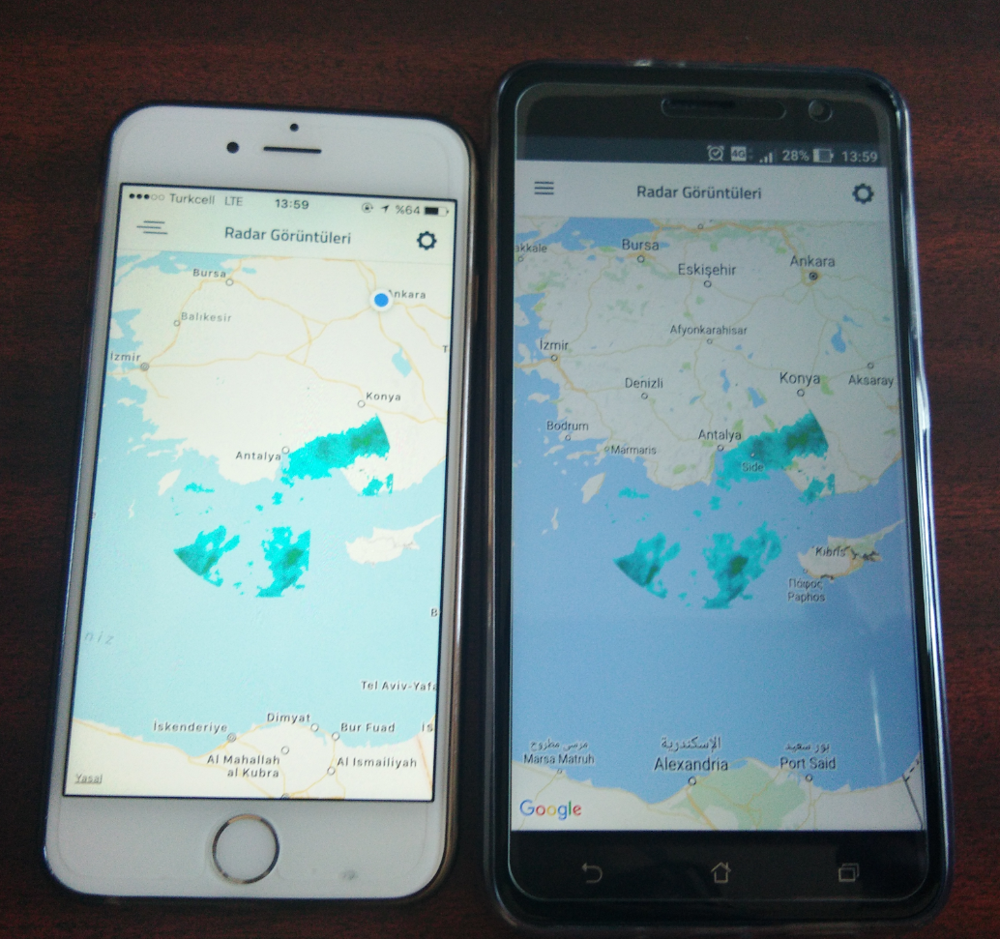 Turkcell LTE 13:59 %64
Radar Görüntüleri
Bursa
Ankara
Balıkesir
İzmir
Konya
Antalya
niz
Tel Aviv-Yafa
İskenderiye
Dimyat
Bur Fuad
İs
Al Mahallah
al Kubra
Al Ismailiyah
Yasal
4G 28% 13:59
Radar Görüntüleri
akkale
Bursa
Eskişehir
Ankara
Afyonkarahisar
İzmir
Denizli
Konya
Aksaray
Bodrum
Antalya
Marmaris
Side
Kıbrıs
Πάφος
Paphos
مرسى مطروح
Marsa Matruh
الإسكندرية
Alexandria
بور سعيد
Port Said
Google